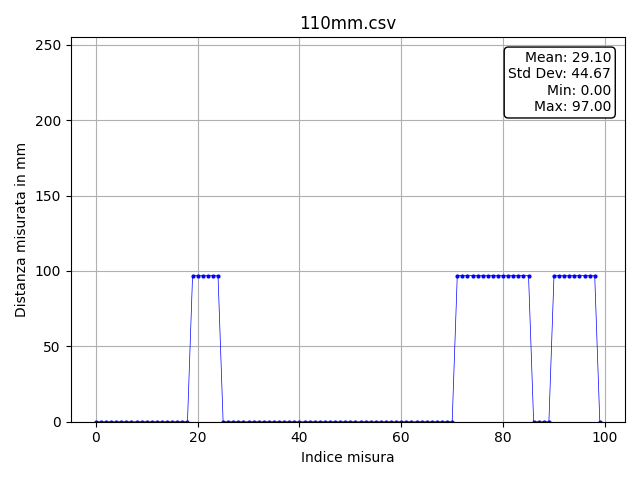 110mm.csv
Mean: 29.10
Std Dev: 44.67
Min: 0.00
Max: 97.00
Distanza misurata in mm
250
200
150
100
50
0
0 20 40 60 80 100
Indice misura